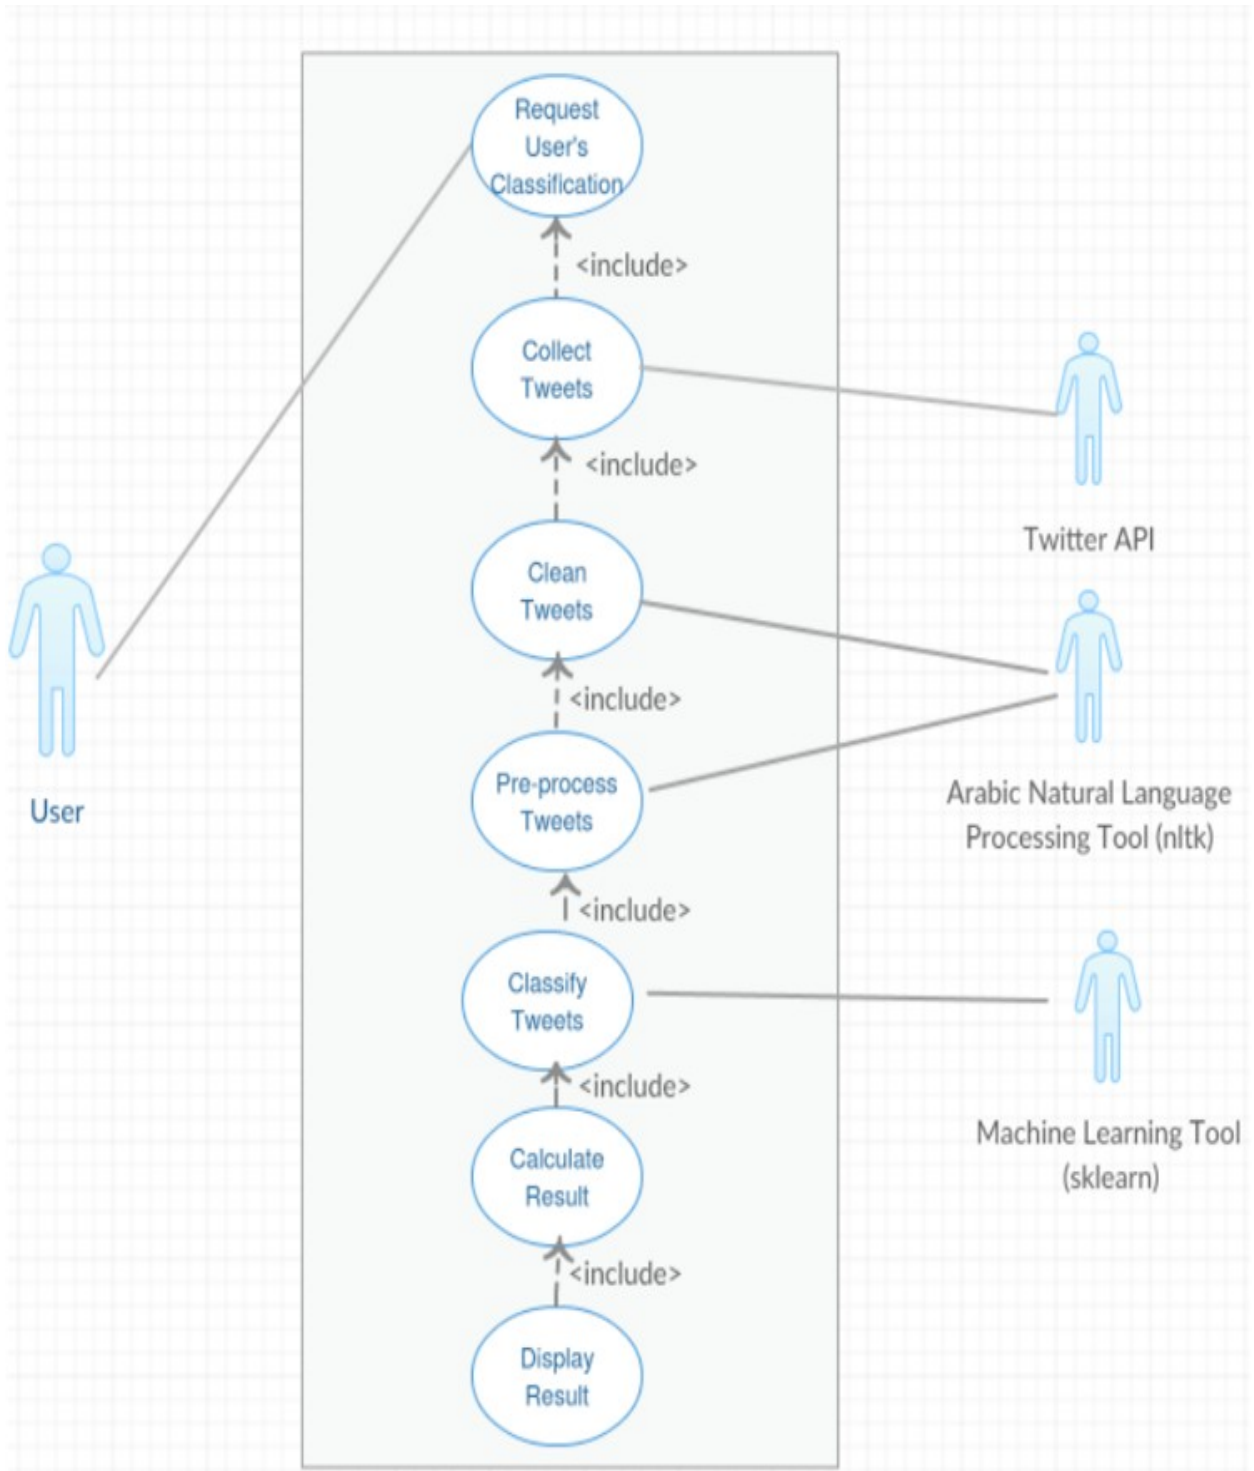 Request
User's
Classification
<include>
Collect
Tweets
<include>
Twitter API
Clean
Tweets
<include>
Pre-process
Tweets
User
Arabic Natural Language
Processing Tool (nltk)
<include>
Classify
Tweets
<include>
Machine Learning Tool
(sklearn)
Calculate
Result
<include>
Display
Result